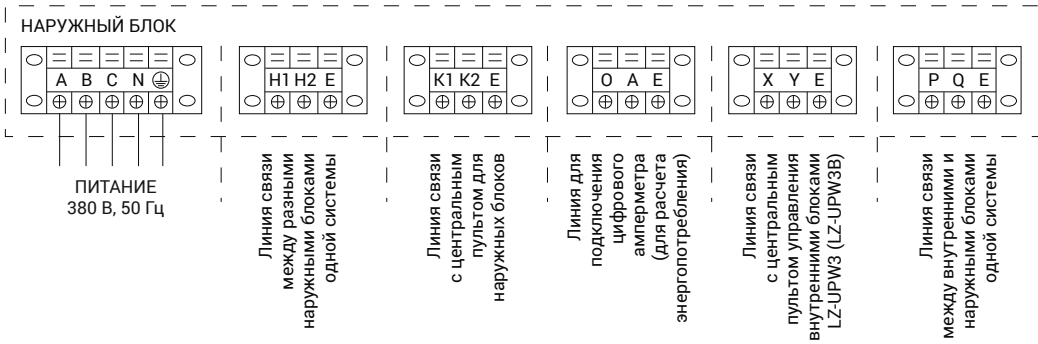 НАРУЖНЫЙ БЛОК
A B C N
H1 H2 E
K1 K2 E
O A E
X Y E
P Q E
ПИТАНИЕ
380 В, 50 Гц
Линия связи
между разными
наружными блоками
одной системы
Линия связи
с центральным
пультом для
наружных блоков
Линия для
подключения
цифрового
амперметра
(для расчета
энергопотребления)
Линия связи
с центральным
пультом управления
внутренними блоками
LZ-UPW3 (LZ-UPW3B)
Линия связи
между внутренними и
наружными блоками
одной системы